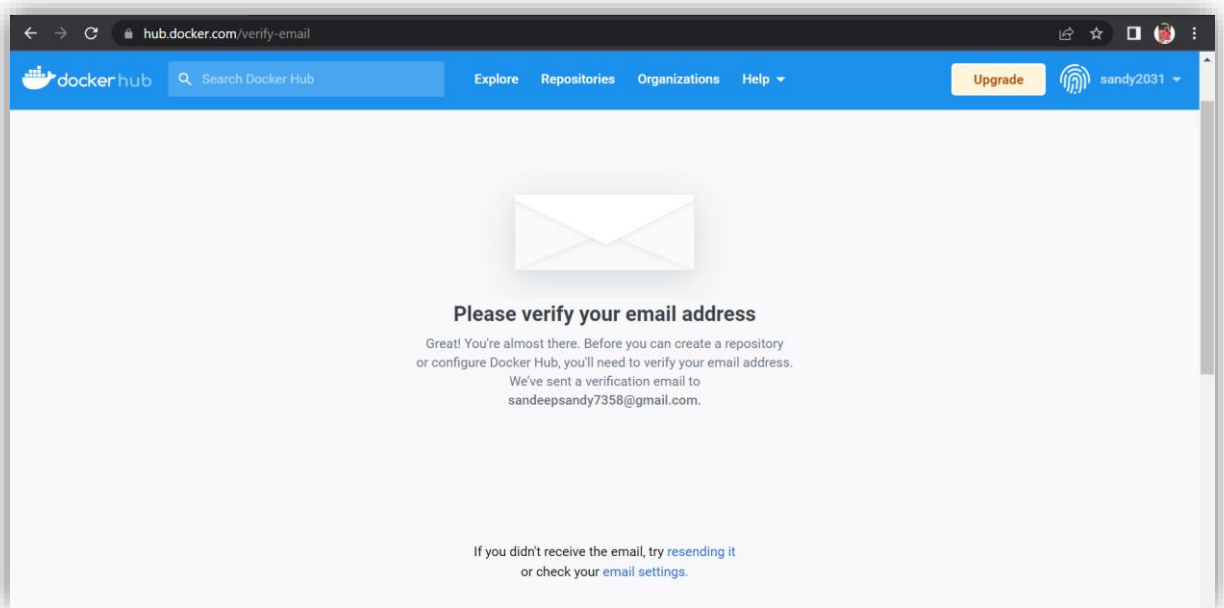 hub.docker.com/verify-email
dockerhub Search Docker Hub Explore Repositories Organizations Help Upgrade sandy2031
Please verify your email address
Great! You're almost there. Before you can create a repository
or configure Docker Hub, you'll need to verify your email address.
We've sent a verification email to
sandeepsandy7358@gmail.com.
If you didn't receive the email, try resending it
or check your email settings.